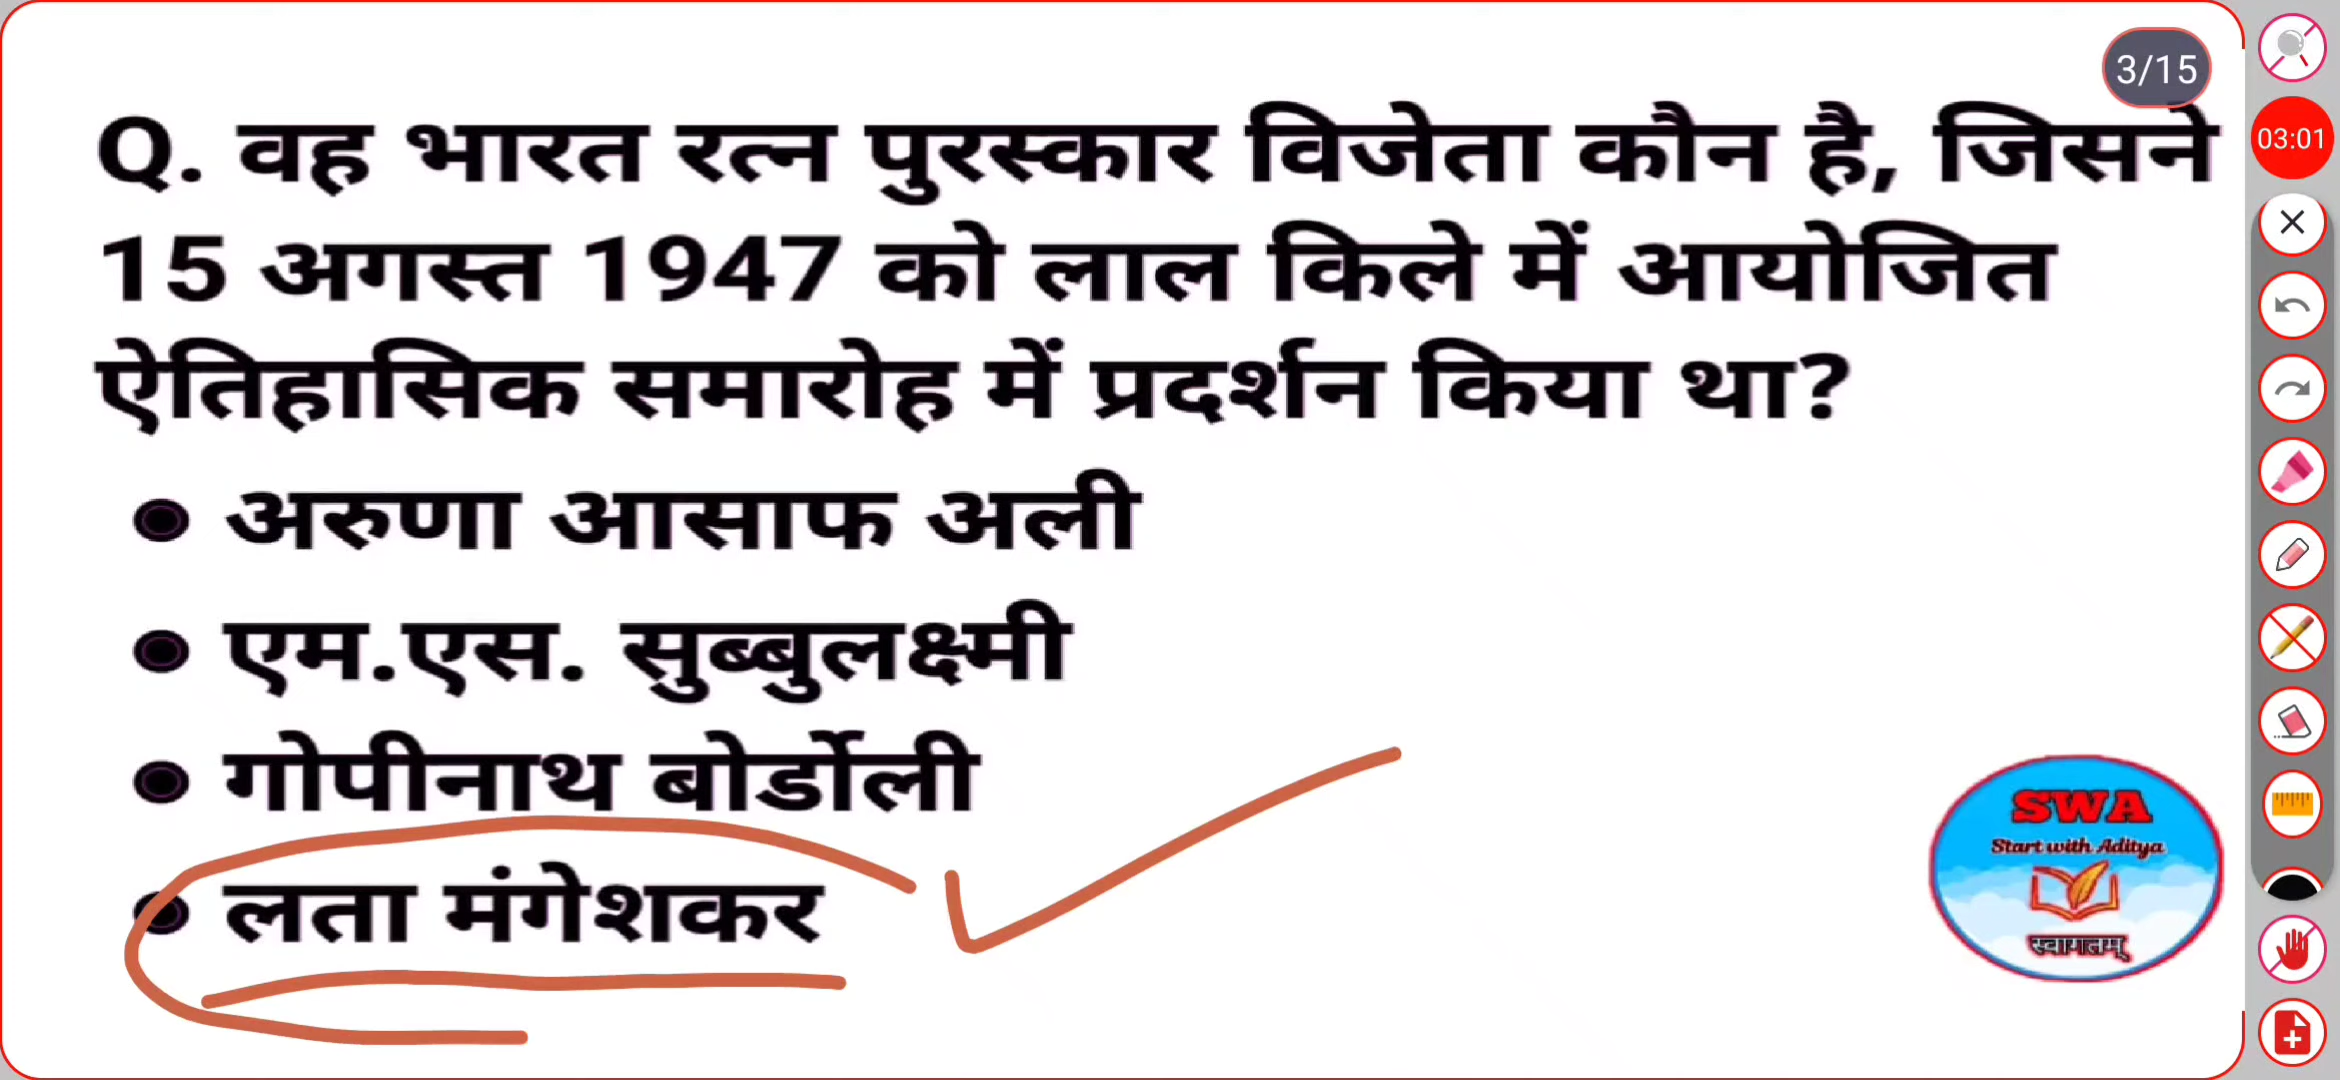 3/15
03:01
Q. वह भारत रत्न पुरस्कार विजेता कौन है, जिसने
15 अगस्त 1947 को लाल किले में आयोजित
ऐतिहासिक समारोह में प्रदर्शन किया था?
अरुणा आसाफ अली
एम.एस. सुब्बुलक्ष्मी
गोपीनाथ बोर्डोली
लता मंगेशकर
SWA
Start with Aditya
स्वागतम्